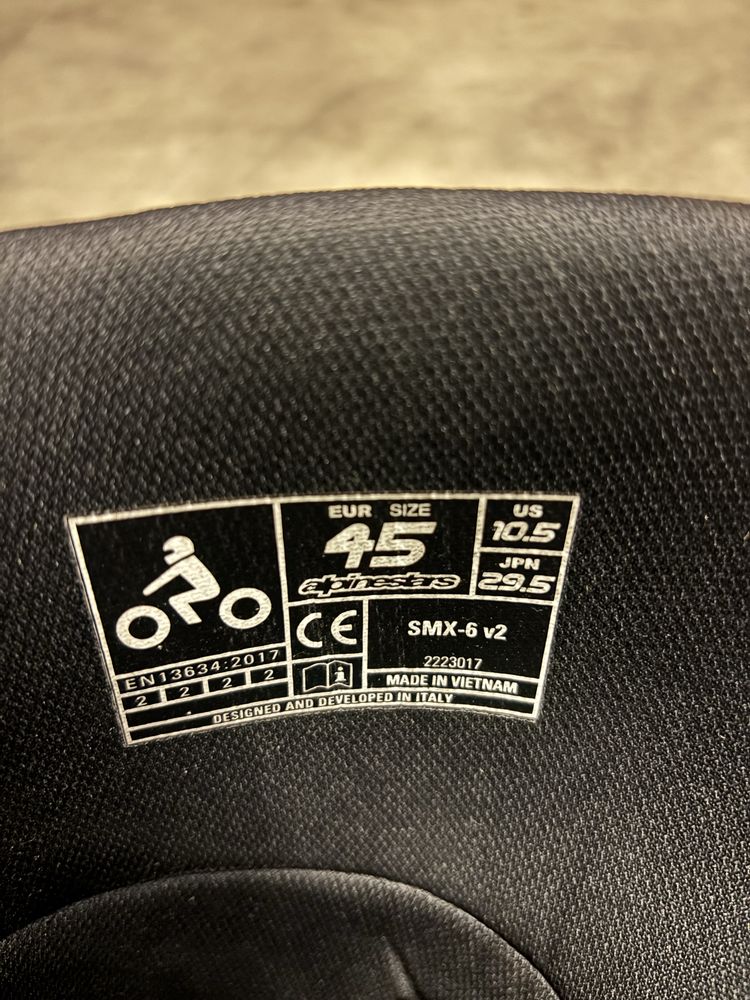 EUR SIZE
45
alpinestars
US
10.5
JPN
29.5
CE
SMX-6 v2
2223017
EN13634:2017
2 2 2 2
i
MADE IN VIETNAM
DESIGNED AND DEVELOPED IN ITALY